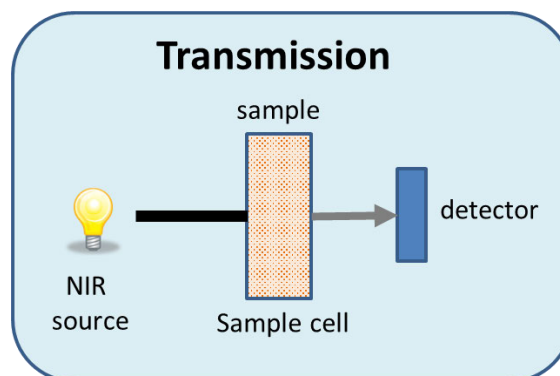 Transmission
sample
detector
NIR
source
Sample cell